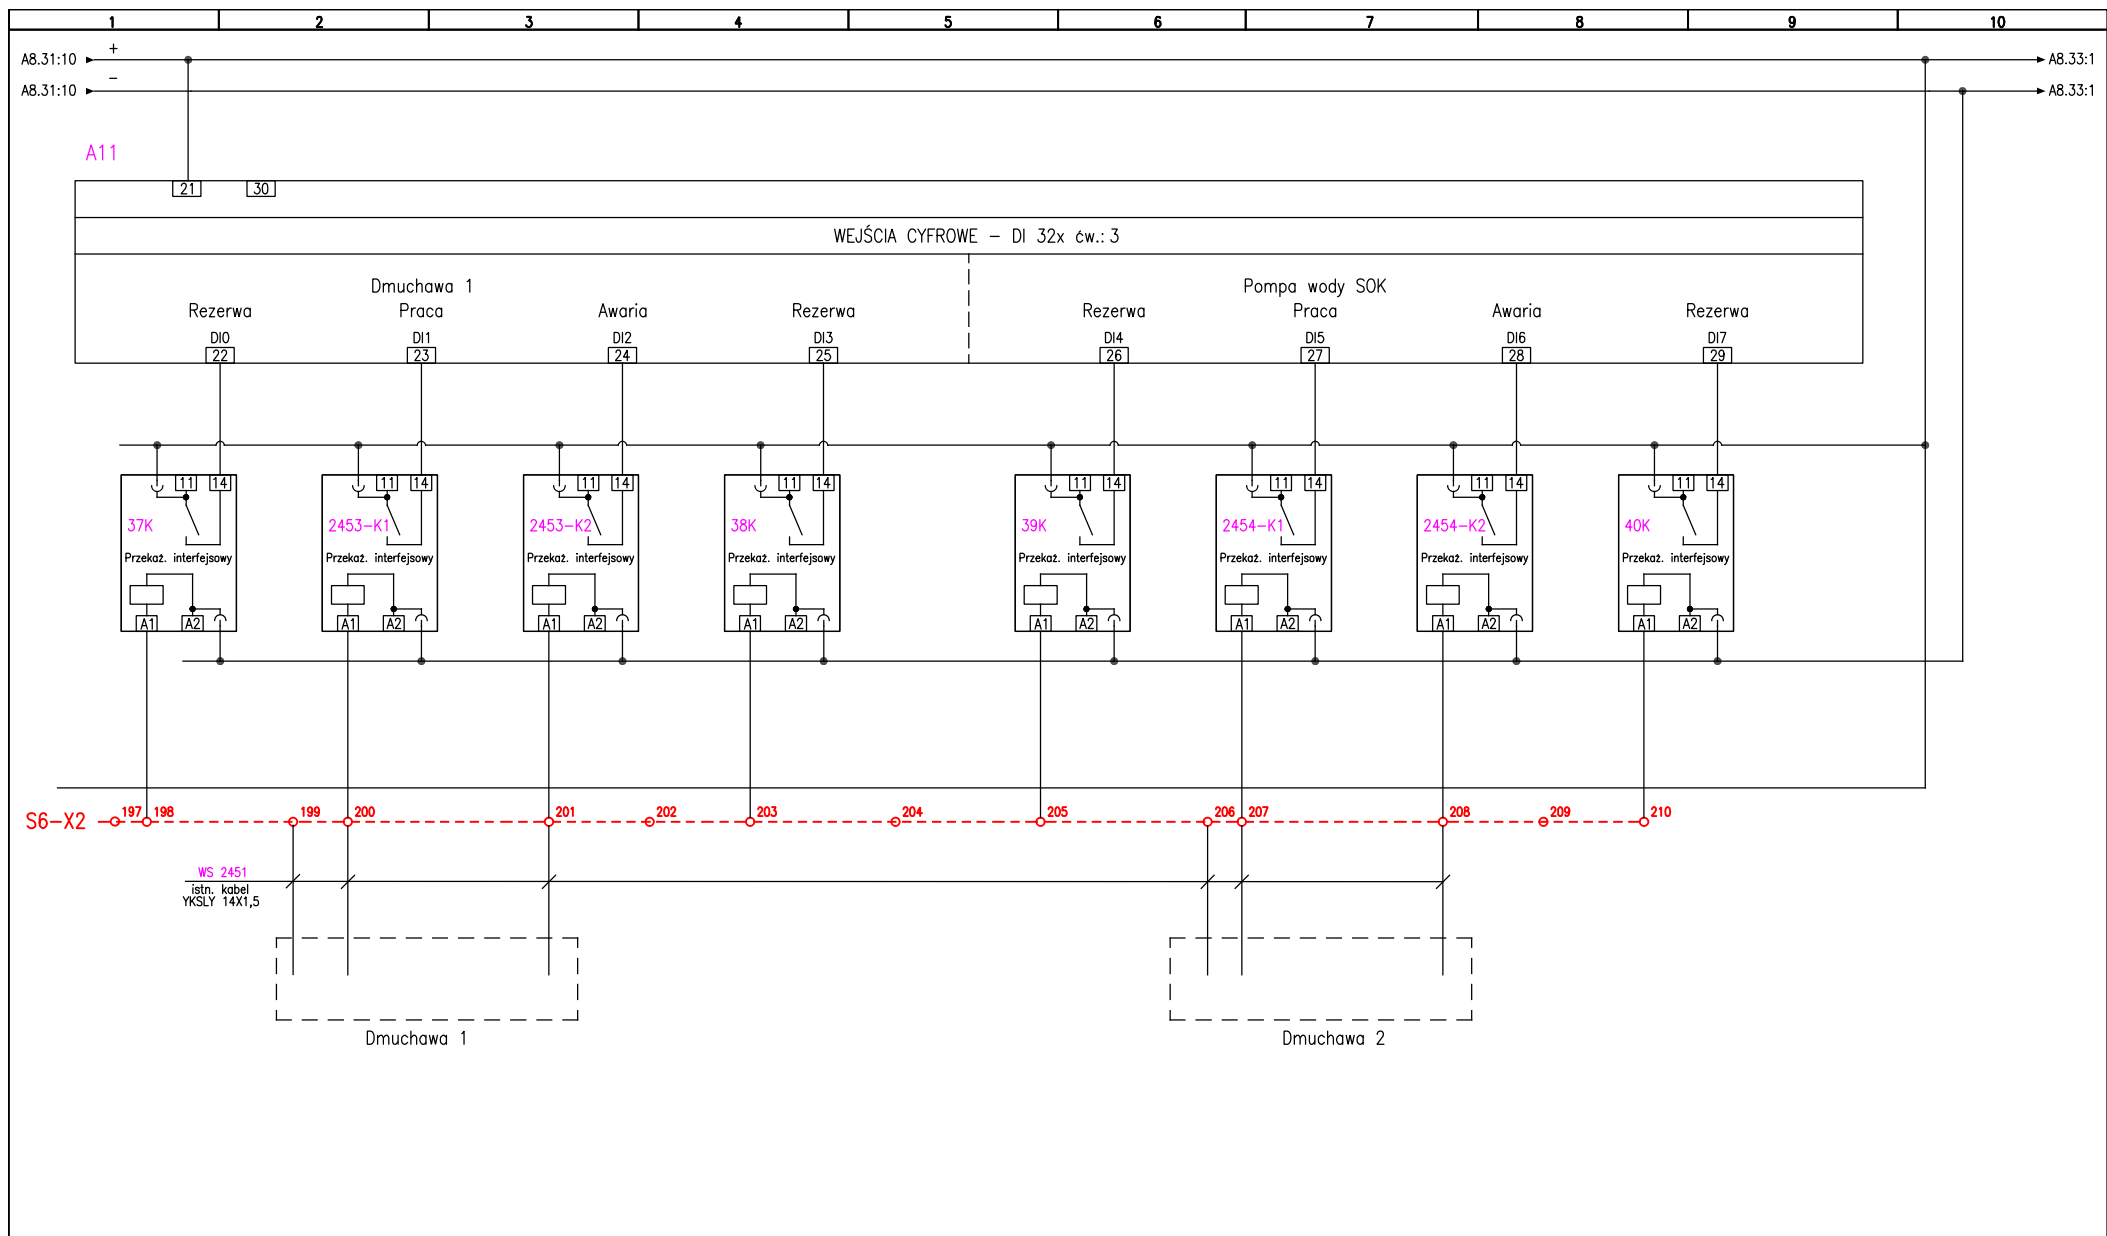 1 2 3 4 5 6 7 8 9 10
A8.31:10 + A8.33:1
A8.31:10 − A8.33:1
A11
21 30
WEJŚCIA CYFROWE − DI 32x ćw.: 3
Dmuchawa 1 Pompa wody SOK
Rezerwa Praca Awaria Rezerwa Rezerwa Praca Awaria Rezerwa
DI0 DI1 DI2 DI3 DI4 DI5 DI6 DI7
22 23 24 25 26 27 28 29
11 14 11 14 11 14 11 14 11 14 11 14 11 14 11 14
37K 2453−K1 2453−K2 38K 39K 2454−K1 2454−K2 40K
Przekaż. interfejsowy Przekaż. interfejsowy Przekaż. interfejsowy Przekaż. interfejsowy Przekaż. interfejsowy Przekaż. interfejsowy Przekaż. interfejsowy Przekaż. interfejsowy
A1 A2 A1 A2 A1 A2 A1 A2 A1 A2 A1 A2 A1 A2 A1 A2
S6−X2 197 198 199 200 201 202 203 204 205 206 207 208 209 210
WS 2451
istn. kabel
YKSLY 14X1,5
Dmuchawa 1 Dmuchawa 2